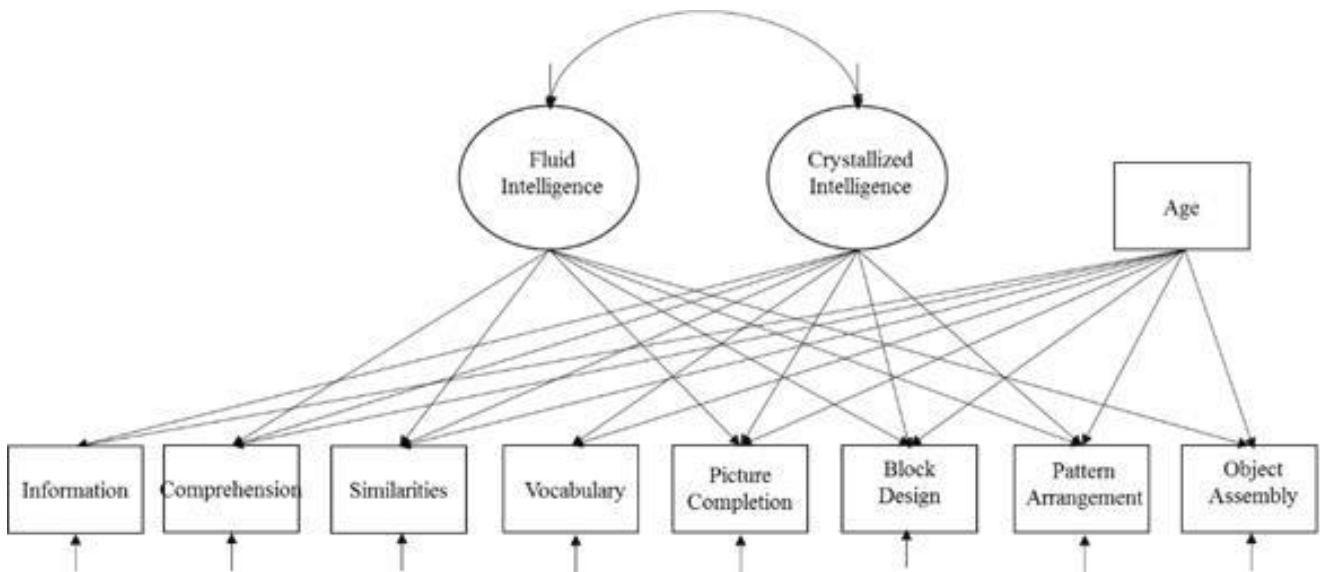 Fluid
Intelligence
Crystallized
Intelligence
Age
Information
Comprehension
Similarities
Vocabulary
Picture
Completion
Block
Design
Pattern
Arrangement
Object
Assembly